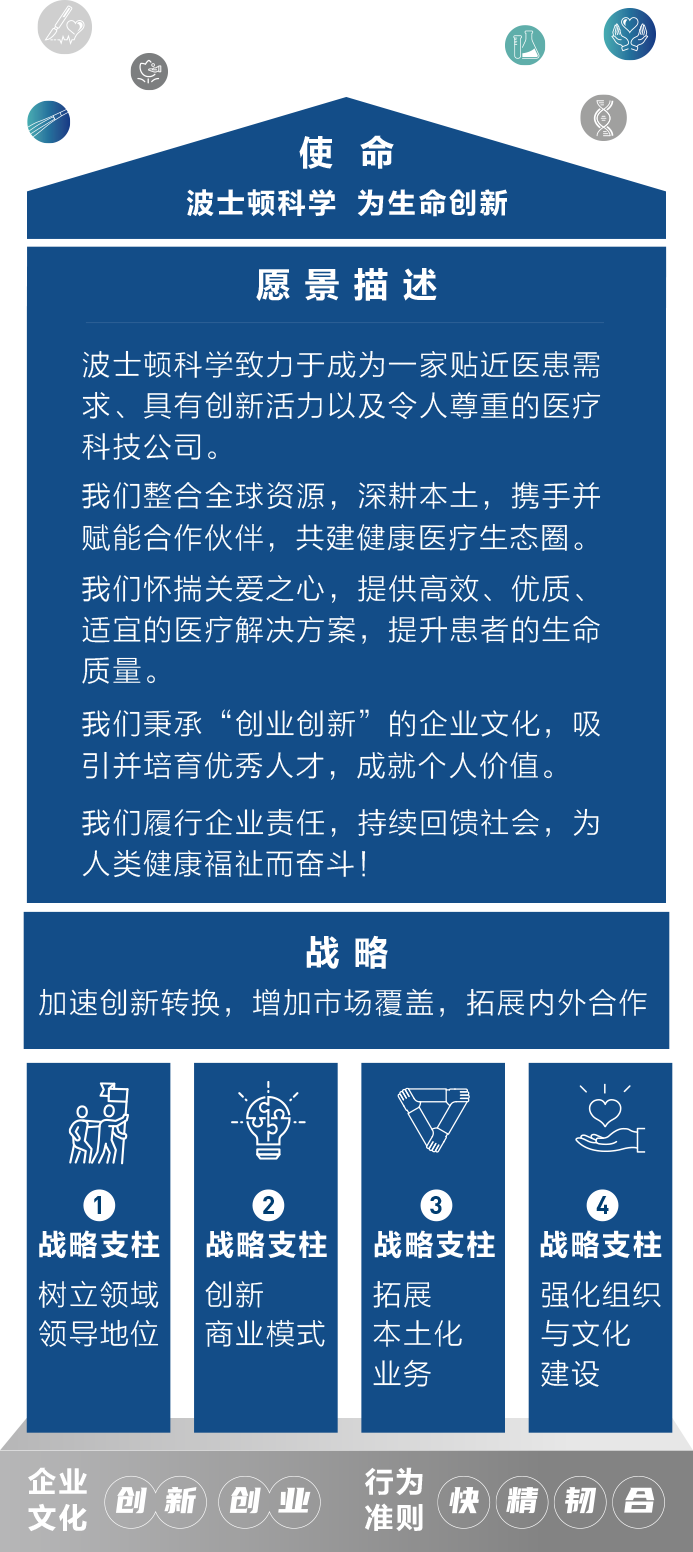 使 命
波士顿科学 为生命创新
愿 景 描 述
波士顿科学致力于成为一家贴近医患需
求、具有创新活力以及令人尊重的医疗
科技公司。
我们整合全球资源，深耕本土，携手并
赋能合作伙伴，共建健康医疗生态圈。
我们怀揣关爱之心，提供高效、优质、
适宜的医疗解决方案，提升患者的生命
质量。
我们秉承“创业创新”的企业文化，吸
引并培育优秀人才，成就个人价值。
我们履行企业责任，持续回馈社会，为
人类健康福祉而奋斗！
战 略
加速创新转换，增加市场覆盖，拓展内外合作
1
战略支柱
树立领域
领导地位
2
战略支柱
创新
商业模式
3
战略支柱
拓展
本土化
业务
4
战略支柱
强化组织
与文化
建设
企业
文化
创 新 创 业
行为
准则
快 精 韧 合